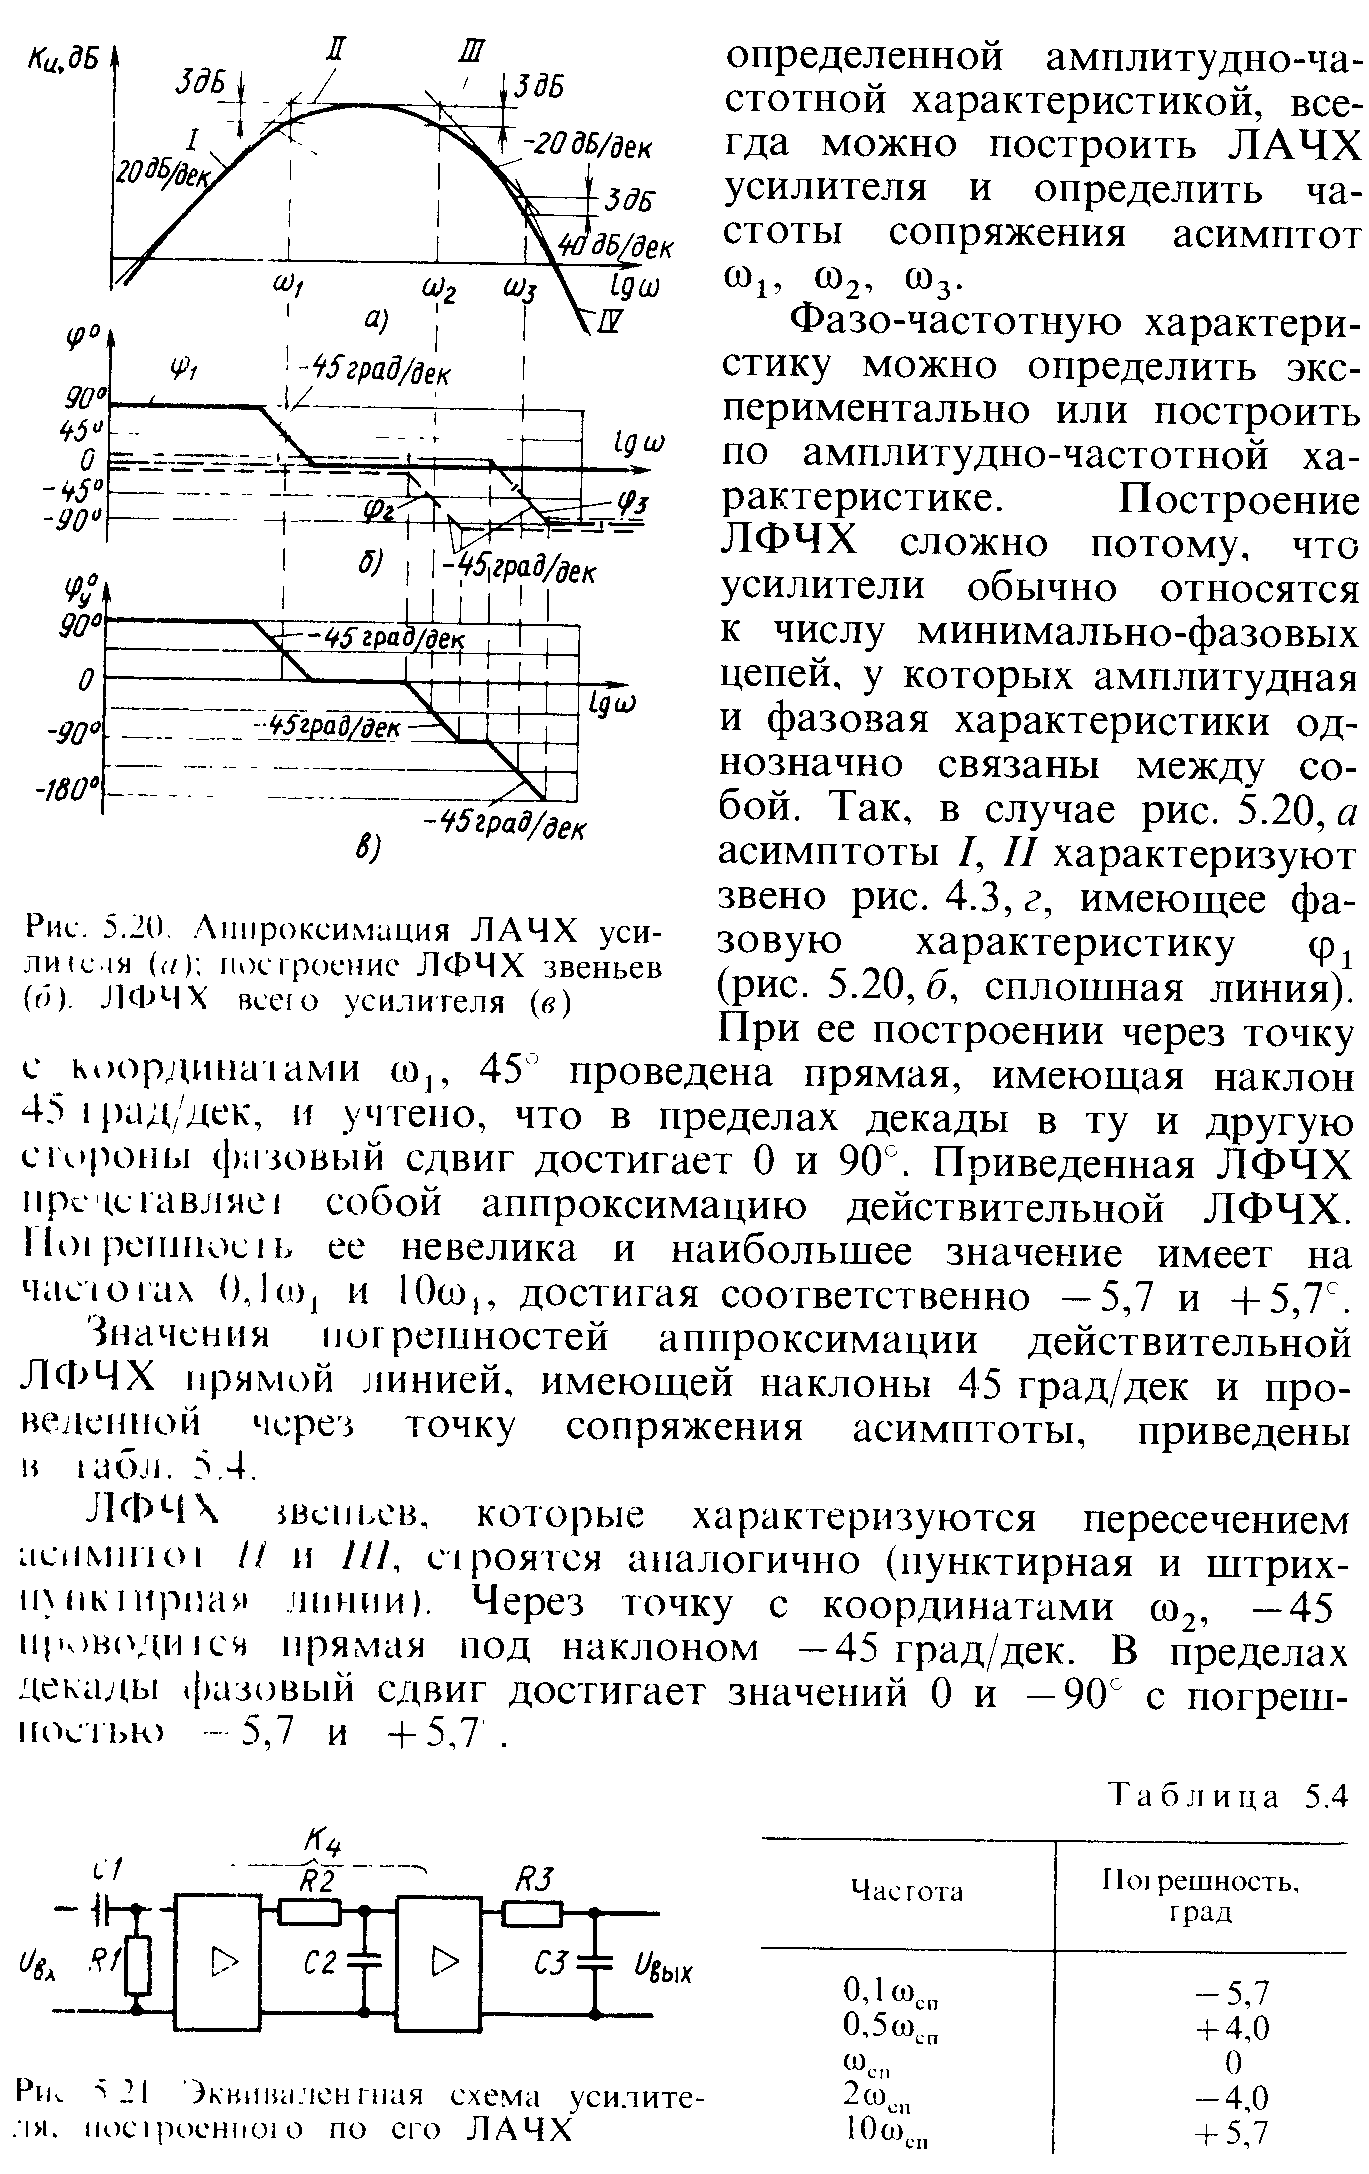 Kи, дБ
3дБ
II
III
3дБ
I
20дБ/дек
-20дБ/дек
3дБ
40дБ/дек
ω1
ω2
ω3
lgω
а)
IV
φ°
φ1
-45град/дек
90°
45°
0
-45°
-90°
lgω
φ2
φ3
б)
-45град/дек
φу°
90°
-45град/дек
0
lgω
-90°
-45град/дек
-180°
-45град/дек
в)
Рис. 5.20. Аппроксимация ЛАЧХ уси-
лителя (а); построение ЛФЧХ звеньев
(б). ЛФЧХ всего усилителя (в)
определенной амплитудно-ча-
стотной характеристикой, все-
гда можно построить ЛАЧХ
усилителя и определить ча-
стоты сопряжения асимптот
ω1, ω2, ω3.
Фазо-частотную характери-
стику можно определить экс-
периментально или построить
по амплитудно-частотной ха-
рактеристике. Построение
ЛФЧХ сложно потому, что
усилители обычно относятся
к числу минимально-фазовых
цепей, у которых амплитудная
и фазовая характеристики од-
нозначно связаны между со-
бой. Так, в случае рис. 5.20, а
асимптоты I, II характеризуют
звено рис. 4.3, г, имеющее фа-
зовую характеристику φ1
(рис. 5.20, б, сплошная линия).
При ее построении через точку
с координатами ω1, 45° проведена прямая, имеющая наклон
45 град/дек, и учтено, что в пределах декады в ту и другую
стороны фазовый сдвиг достигает 0 и 90°. Приведенная ЛФЧХ
представляет собой аппроксимацию действительной ЛФЧХ.
Погрешность ее невелика и наибольшее значение имеет на
частотах 0,1ω1 и 10ω1, достигая соответственно −5,7 и +5,7°.
Значения погрешностей аппроксимации действительной
ЛФЧХ прямой линией, имеющей наклоны 45 град/дек и про-
веденной через точку сопряжения асимптоты, приведены
в табл. 5.4.
ЛФЧХ звеньев, которые характеризуются пересечением
асимптот II и III, строятся аналогично (пунктирная и штрих-
пунктирная линии). Через точку с координатами ω2, −45
проводится прямая под наклоном −45 град/дек. В пределах
декады фазовый сдвиг достигает значений 0 и −90° с погреш-
ностью −5,7 и +5,7°.
C1
K4
R2
R3
Uвх
R1
▷
C2
▷
C3
Uвых
Рис 5.21 Эквивалентная схема усилите-
ля, построенного по его ЛАЧХ
Таблица 5.4
Частота
Погрешность,
град
0,1ωсп −5,7
0,5ωсп +4,0
ωсп 0
2ωсп −4,0
10ωсп +5,7